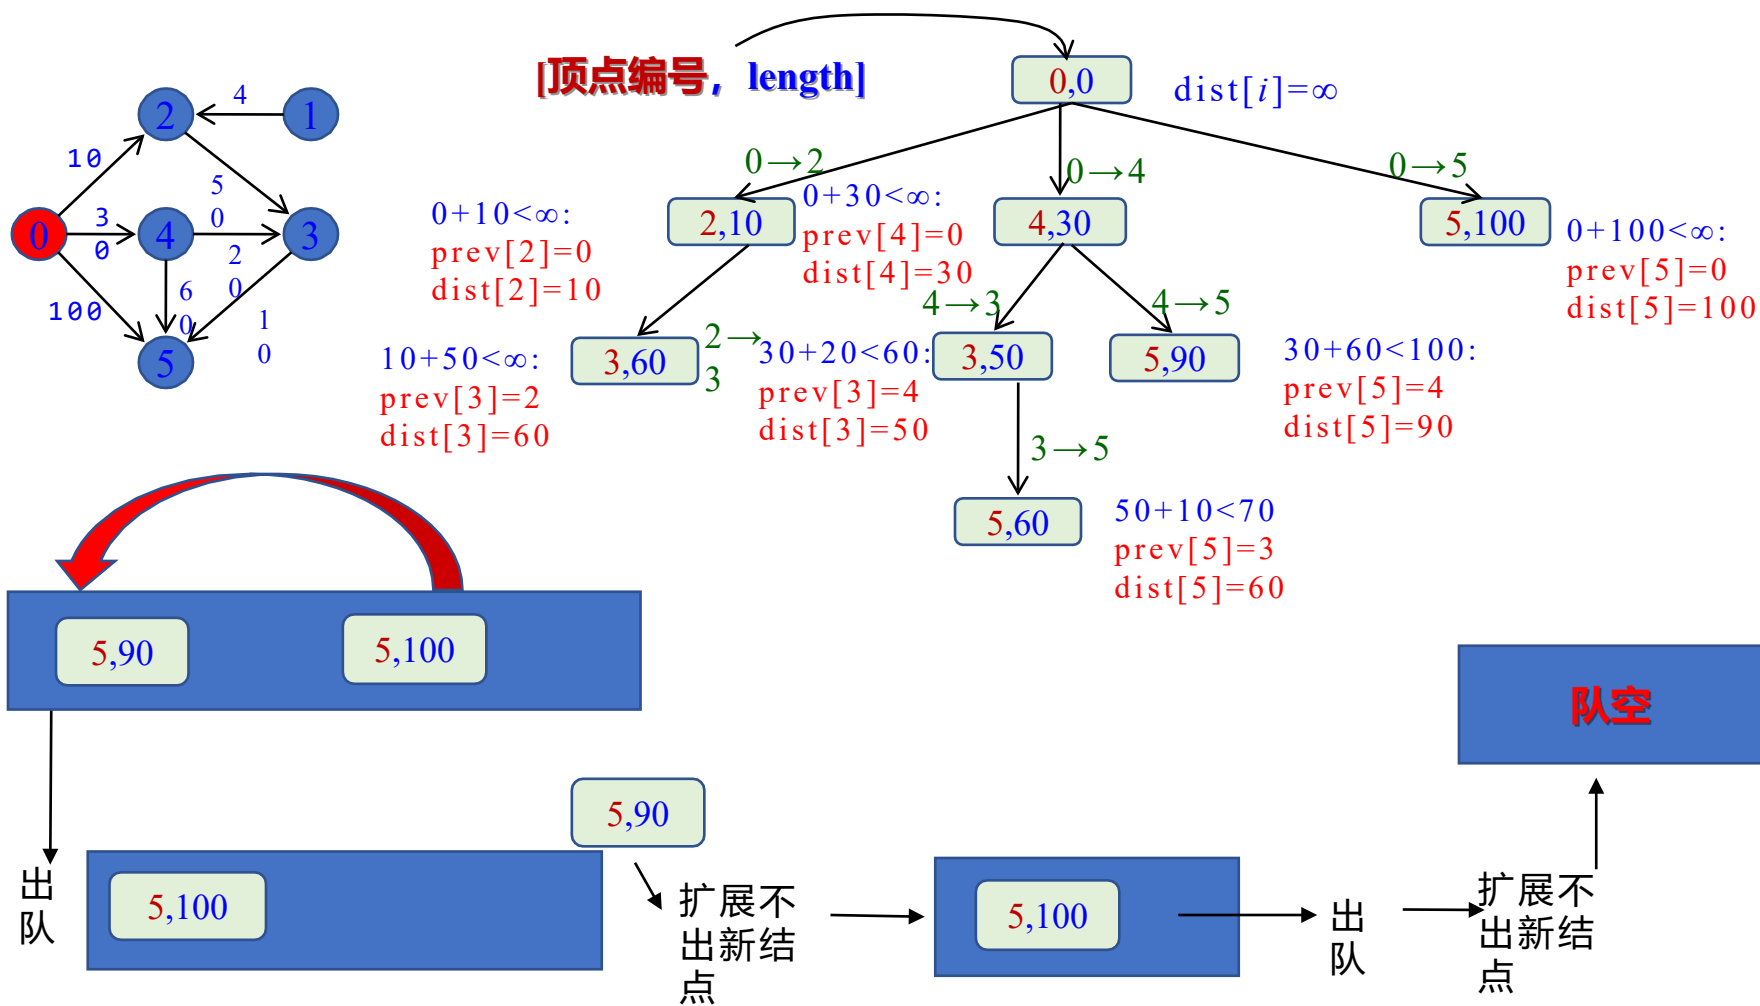 [顶点编号，length]
0,0
dist[i]=∞
2
4
1
10
0
3
0
4
5
0
3
2
0
100
6
0
1
0
5
0→2
0→4
0→5
0+10<∞:
prev[2]=0
dist[2]=10
2,10
0+30<∞:
prev[4]=0
dist[4]=30
4,30
5,100
0+100<∞:
prev[5]=0
dist[5]=100
10+50<∞:
prev[3]=2
dist[3]=60
3,60
2→
3
30+20<60:
prev[3]=4
dist[3]=50
4→3
3,50
4→5
5,90
30+60<100:
prev[5]=4
dist[5]=90
3→5
5,60
50+10<70
prev[5]=3
dist[5]=60
5,90
5,100
出
队
5,100
5,90
扩展不
出新结
点
5,100
出
队
扩展不
出新结
点
队空